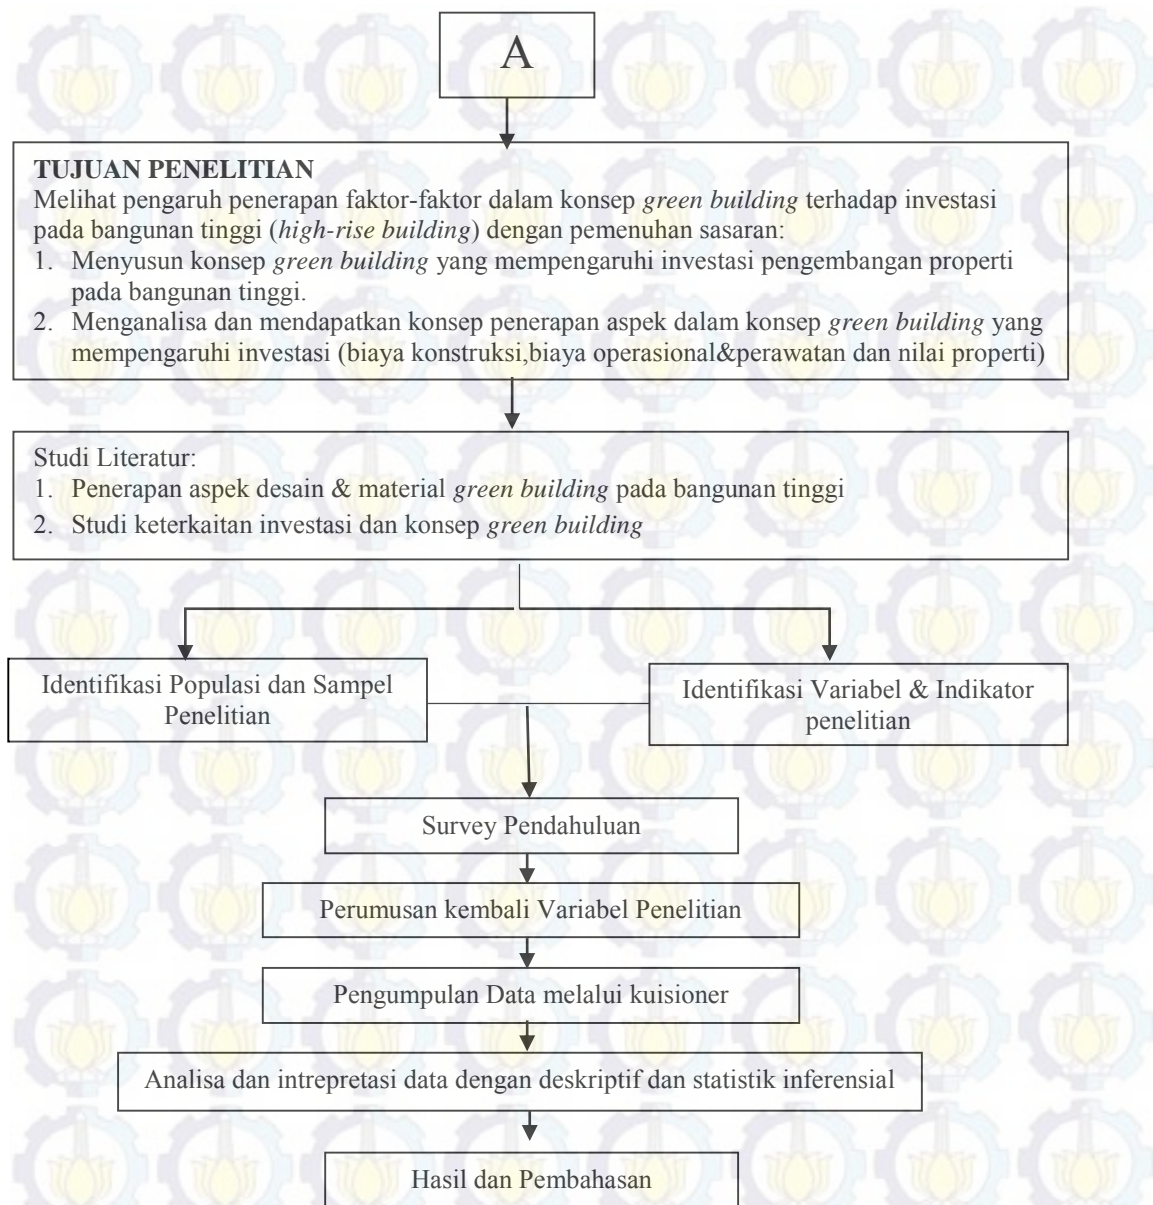 A
TUJUAN PENELITIAN
Melihat pengaruh penerapan faktor-faktor dalam konsep green building terhadap investasi
pada bangunan tinggi (high-rise building) dengan pemenuhan sasaran:
1. Menyusun konsep green building yang mempengaruhi investasi pengembangan properti
pada bangunan tinggi.
2. Menganalisa dan mendapatkan konsep penerapan aspek dalam konsep green building yang
mempengaruhi investasi (biaya konstruksi,biaya operasional&perawatan dan nilai properti)
Studi Literatur:
1. Penerapan aspek desain & material green building pada bangunan tinggi
2. Studi keterkaitan investasi dan konsep green building
Identifikasi Populasi dan Sampel
Penelitian
Identifikasi Variabel & Indikator
penelitian
Survey Pendahuluan
Perumusan kembali Variabel Penelitian
Pengumpulan Data melalui kuisioner
Analisa dan intrepretasi data dengan deskriptif dan statistik inferensial
Hasil dan Pembahasan